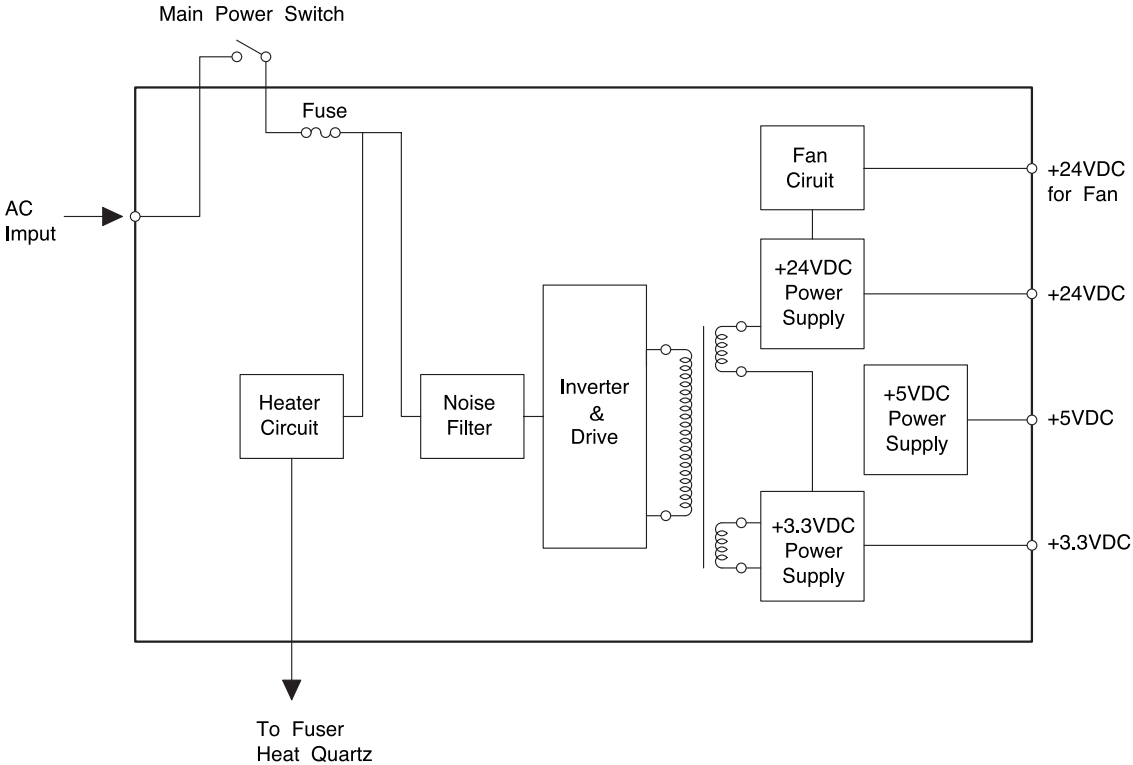 Main Power Switch
Fuse
Fan
Ciruit
+24VDC
for Fan
AC
Imput
+24VDC
Power
Supply
+24VDC
Heater
Circuit
Noise
Filter
Inverter
&
Drive
+5VDC
Power
Supply
+5VDC
+3.3VDC
Power
Supply
+3.3VDC
To Fuser
Heat Quartz